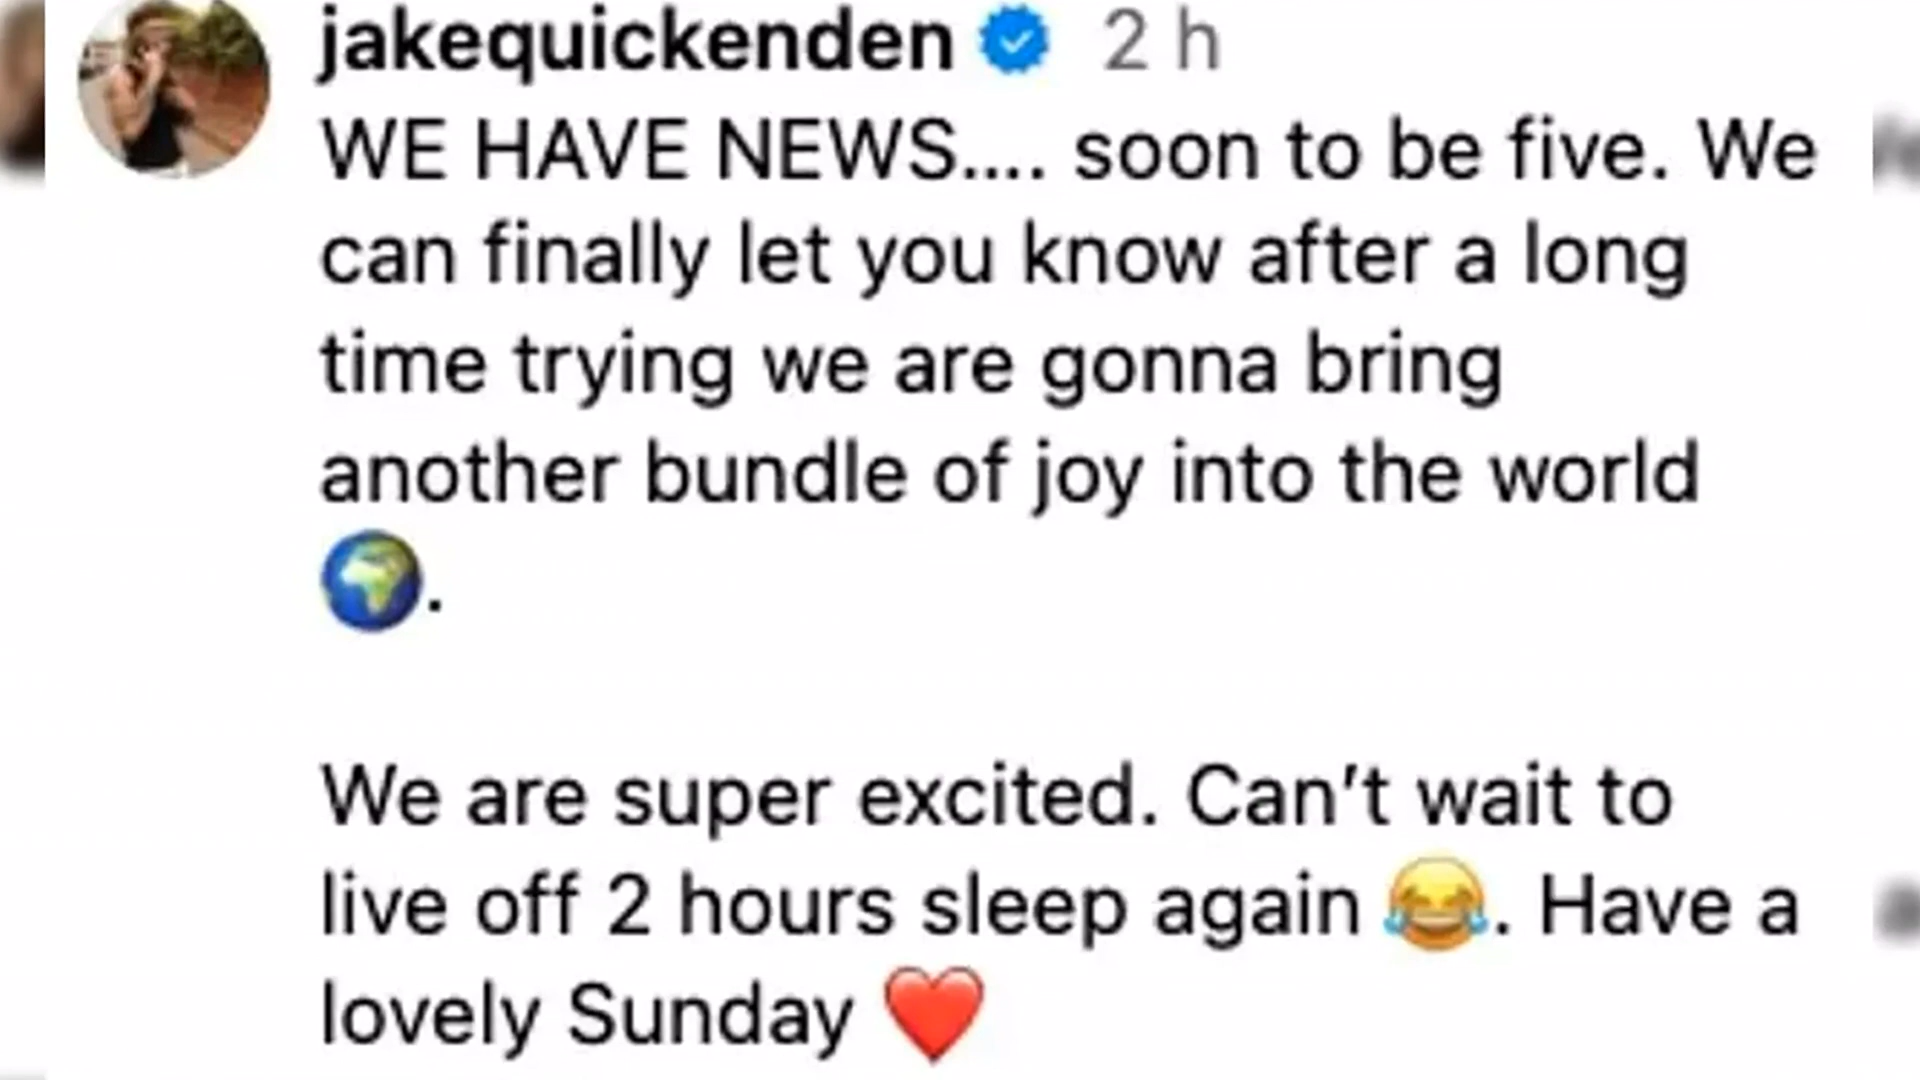 jakequickenden 2 h
WE HAVE NEWS.... soon to be five. We
can finally let you know after a long
time trying we are gonna bring
another bundle of joy into the world
🌍.
We are super excited. Can't wait to
live off 2 hours sleep again 😂. Have a
lovely Sunday ❤️